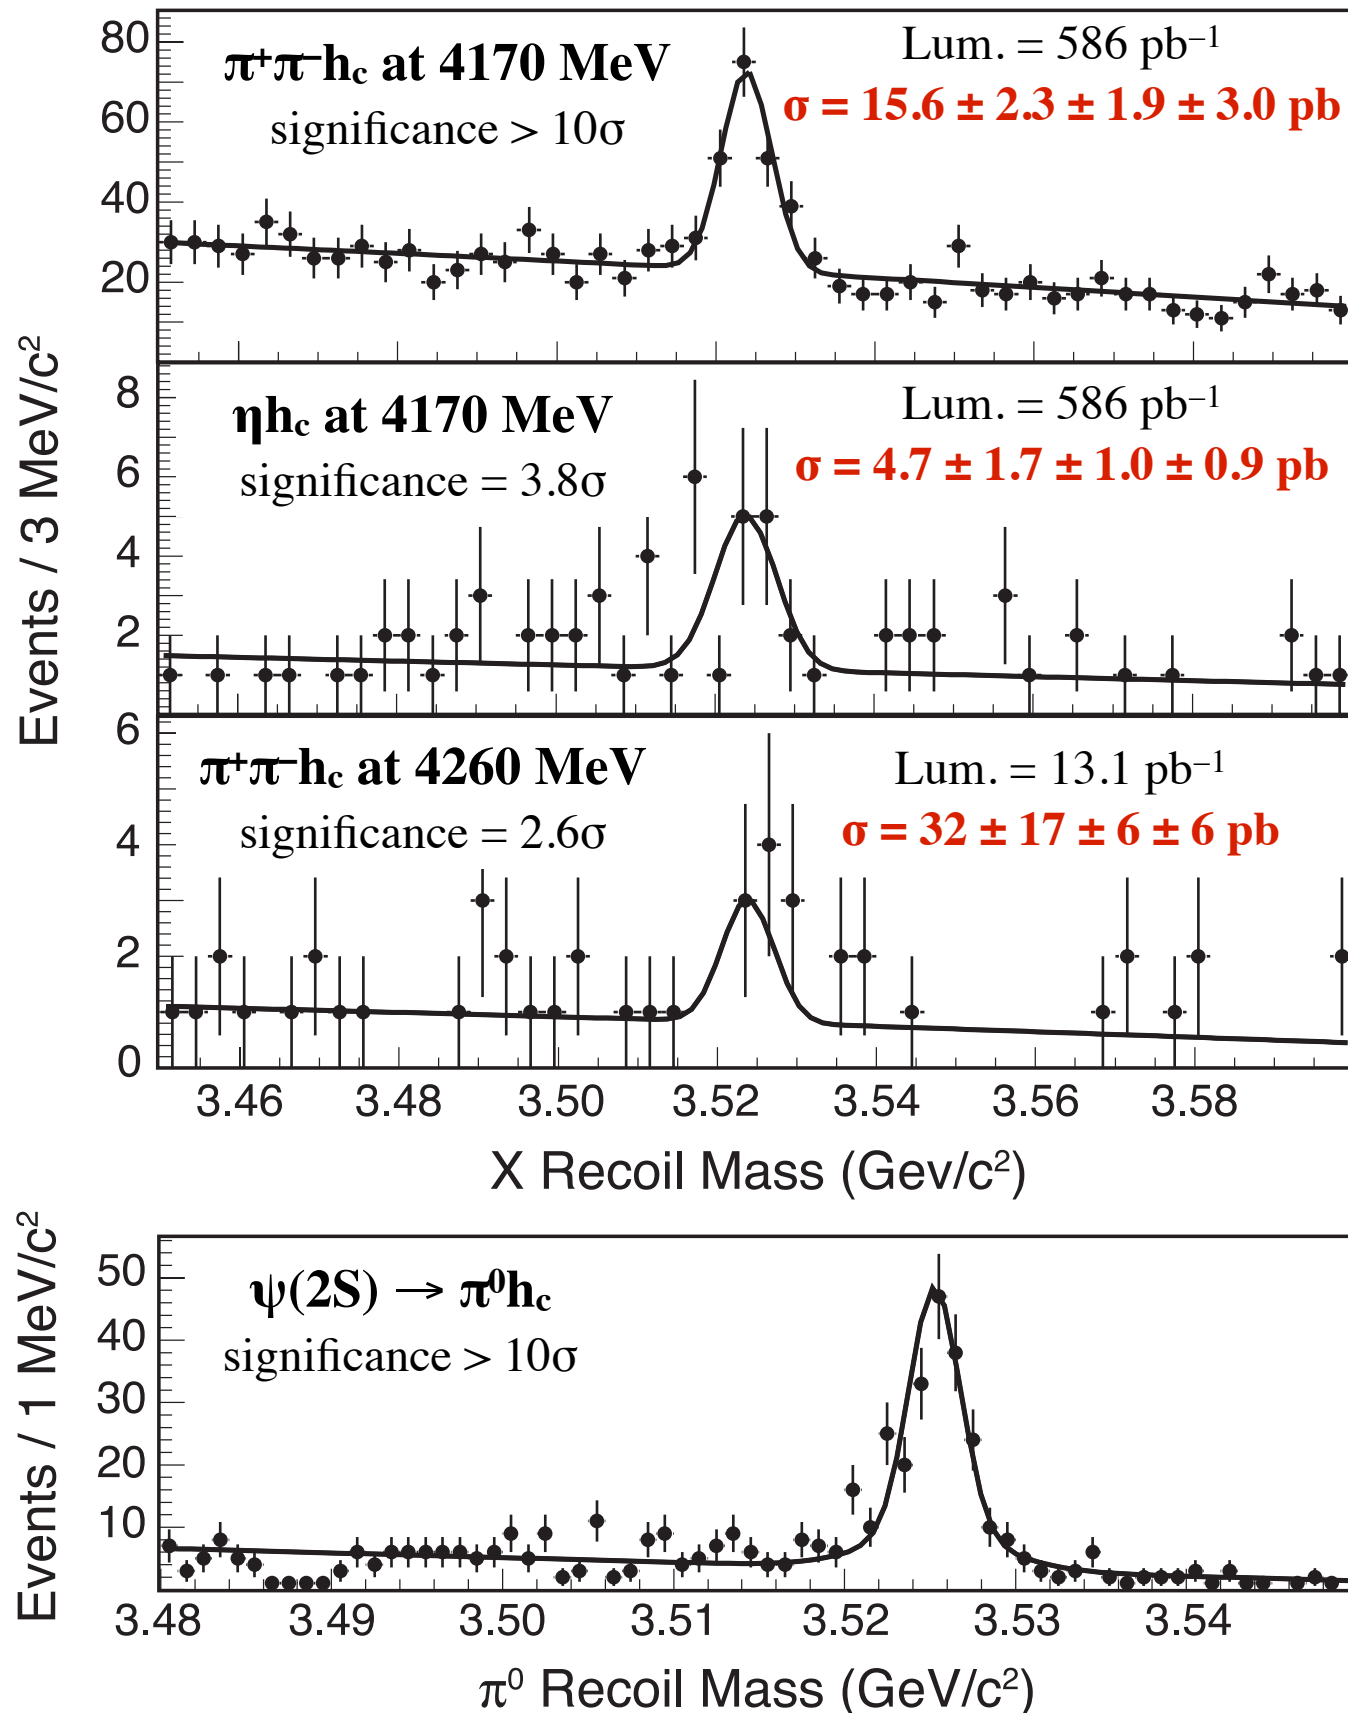 π⁺π⁻h_c at 4170 MeV
significance > 10σ
Lum. = 586 pb⁻¹
σ = 15.6 ± 2.3 ± 1.9 ± 3.0 pb
80
60
40
20
ηh_c at 4170 MeV
significance = 3.8σ
Lum. = 586 pb⁻¹
σ = 4.7 ± 1.7 ± 1.0 ± 0.9 pb
8
6
4
2
Events / 3 MeV/c²
π⁺π⁻h_c at 4260 MeV
significance = 2.6σ
Lum. = 13.1 pb⁻¹
σ = 32 ± 17 ± 6 ± 6 pb
6
4
2
0
3.46 3.48 3.50 3.52 3.54 3.56 3.58
X Recoil Mass (Gev/c²)
ψ(2S) → π⁰h_c
significance > 10σ
50
40
30
20
10
Events / 1 MeV/c²
3.48 3.49 3.50 3.51 3.52 3.53 3.54
π⁰ Recoil Mass (GeV/c²)